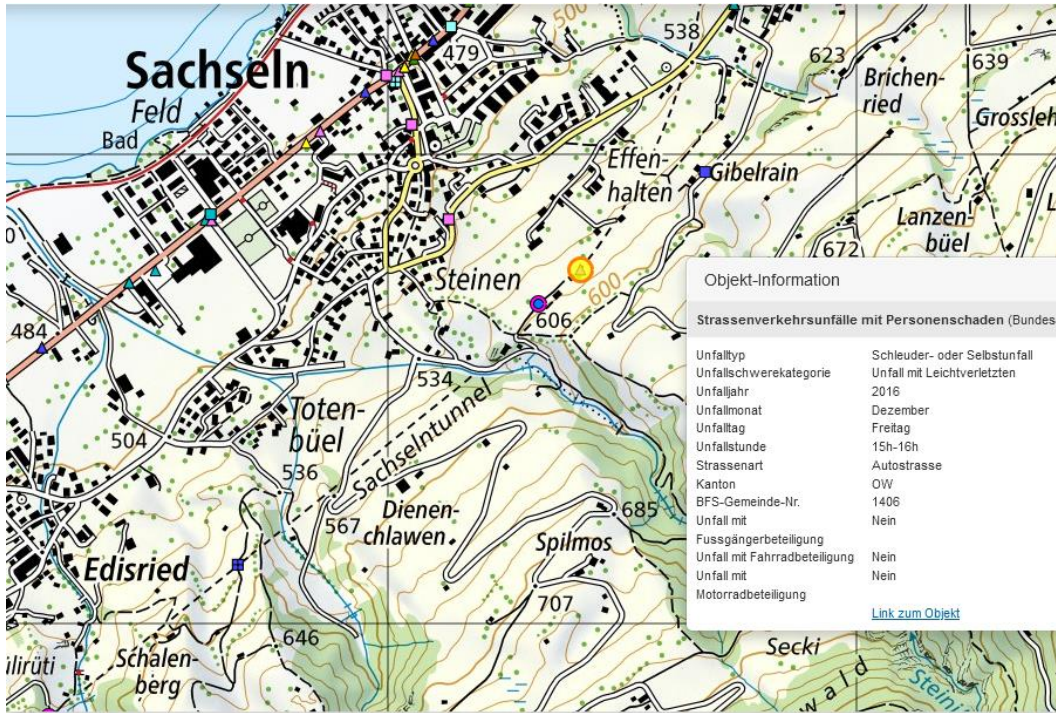 500
538
623
639
Sachseln
479
Brichen-
ried
Feld
Bad
Grossleh
Effen-
halten
Gibelrain
Lanzen-
büel
L
0
672
Steinen
600
606
484
534
Toten-
büel
Sachselntunnel
504
536
567
Dienen-
chlawen
685
Spilmos
Edisried
707
646
Schalen-
berg
ilirüti
Secki
wald
Steini
Objekt-Information
Strassenverkehrsunfälle mit Personenschaden (Bundes
Unfalltyp Schleuder- oder Selbstunfall
Unfallschwerekategorie Unfall mit Leichtverletzten
Unfalljahr 2016
Unfallmonat Dezember
Unfalltag Freitag
Unfallstunde 15h-16h
Strassenart Autostrasse
Kanton OW
BFS-Gemeinde-Nr. 1406
Unfall mit Nein
Fussgängerbeteiligung
Unfall mit Fahrradbeteiligung Nein
Unfall mit Nein
Motorradbeteiligung
Link zum Objekt